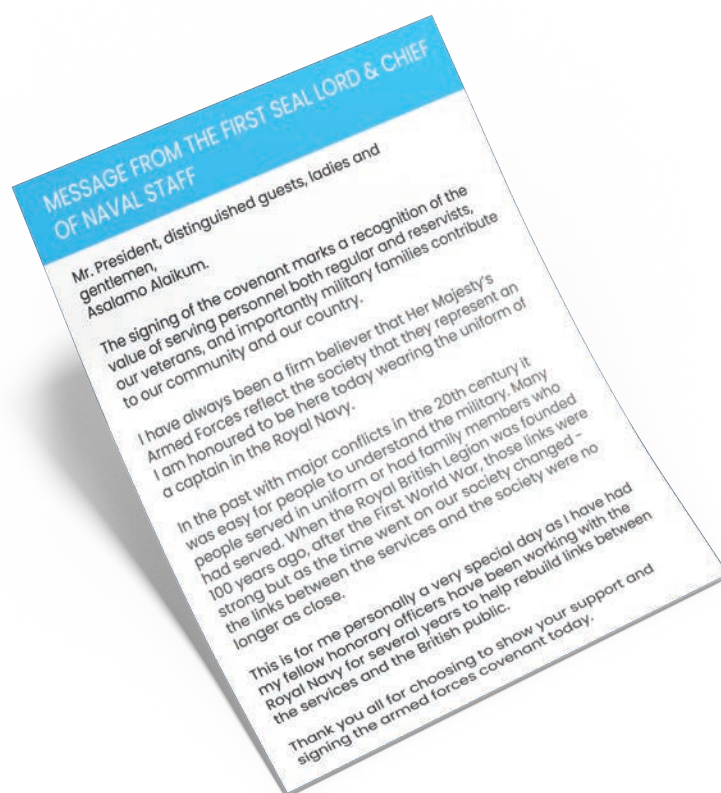 MESSAGE FROM THE FIRST SEAL LORD & CHIEF
OF NAVAL STAFF
Mr. President, distinguished guests, ladies and
gentlemen,
Asalamo Alaikum.
The signing of the covenant marks a recognition of the
value of serving personnel both regular and reservists,
our veterans, and importantly military families contribute
to our community and our country.
I have always been a firm believer that Her Majesty's
Armed Forces reflect the society that they represent an
I am honoured to be here today wearing the uniform of
a captain in the Royal Navy.
In the past with major conflicts in the 20th century it
was easy for people to understand the military. Many
people served in uniform or had family members who
had served. When the Royal British Legion was founded
100 years ago, after the First World War, those links were
strong but as the time went on our society changed –
the links between the services and the society were no
longer as close.
This is for me personally a very special day as I have had
my fellow honorary officers have been working with the
Royal Navy for several years to help rebuild links between
the services and the British public.
Thank you all for choosing to show your support and
signing the armed forces covenant today.